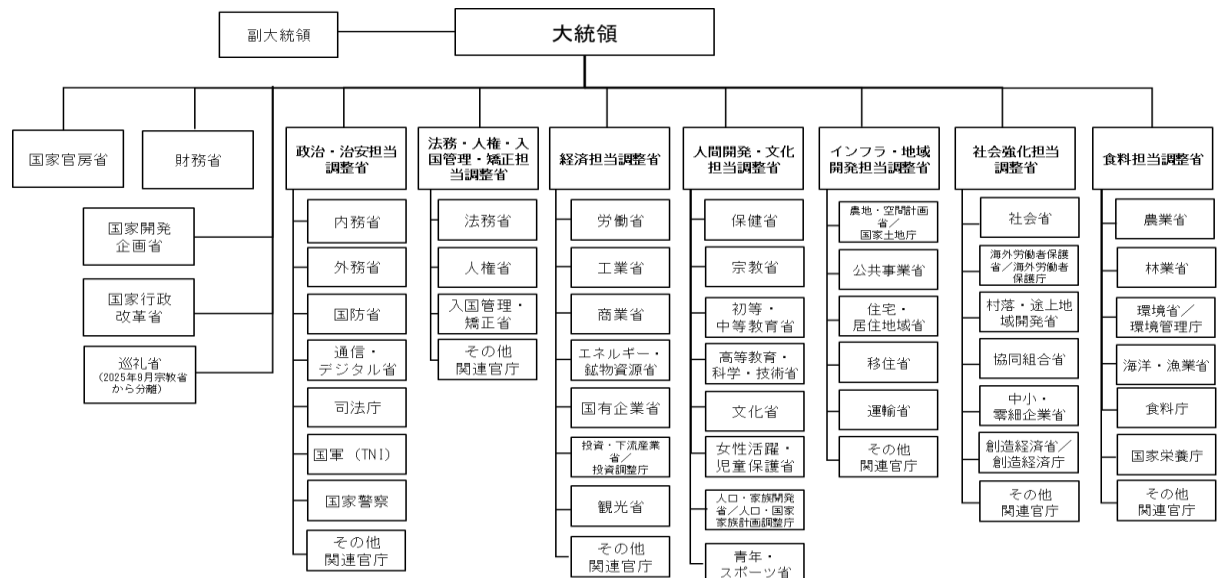 副大統領
大統領
国家官房省
財務省
国家開発
企画省
国家行政
改革省
巡礼省
(2025年9月宗教省
から分離)
政治・治安担当
調整省
内務省
外務省
国防省
通信・
デジタル省
司法庁
国軍 (TNI)
国家警察
その他
関連官庁
法務・人権・入
国管理・矯正担
当調整省
法務省
人権省
入国管理・
矯正省
その他
関連官庁
経済担当調整省
労働省
工業省
商業省
エネルギー・
鉱物資源省
国有企業省
投資・下流産業
省／
投資調整庁
観光省
その他
関連官庁
人間開発・文化
担当調整省
保健省
宗教省
初等・
中等教育省
高等教育・
科学・技術省
文化省
女性活躍・
児童保護省
人口・家族開発
省／人口・国家
家族計画調整庁
青年・
スポーツ省
インフラ・地域
開発担当調整省
農地・空間計画
省／
国家土地庁
公共事業省
住宅・
居住地域省
移住省
運輸省
その他
関連官庁
社会強化担当
調整省
社会省
海外労働者保護
省／海外労働者
保護庁
村落・途上地
域開発省
協同組合省
中小・
零細企業省
創造経済省／
創造経済庁
その他
関連官庁
食料担当調整省
農業省
林業省
環境省／
環境管理庁
海洋・漁業省
食料庁
国家栄養庁
その他
関連官庁